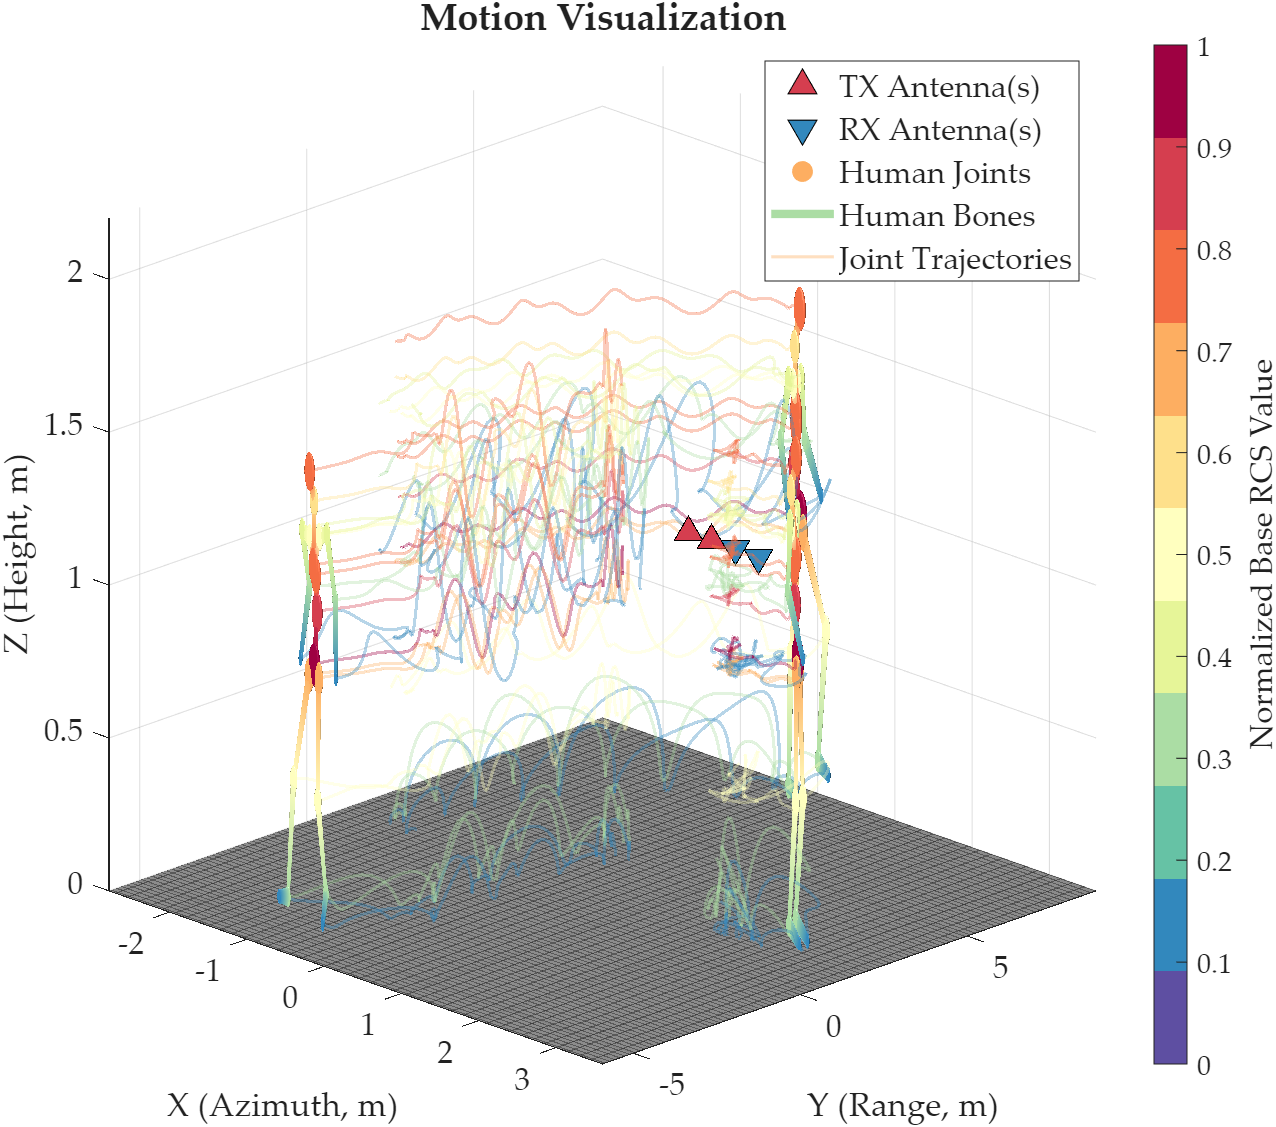 Motion Visualization
TX Antenna(s)
RX Antenna(s)
Human Joints
Human Bones
Joint Trajectories
Z (Height, m)
2
1.5
1
0.5
0
-2
-1
0
1
2
3
X (Azimuth, m)
-5
0
5
Y (Range, m)
1
0.9
0.8
0.7
0.6
0.5
0.4
0.3
0.2
0.1
0
Normalized Base RCS Value